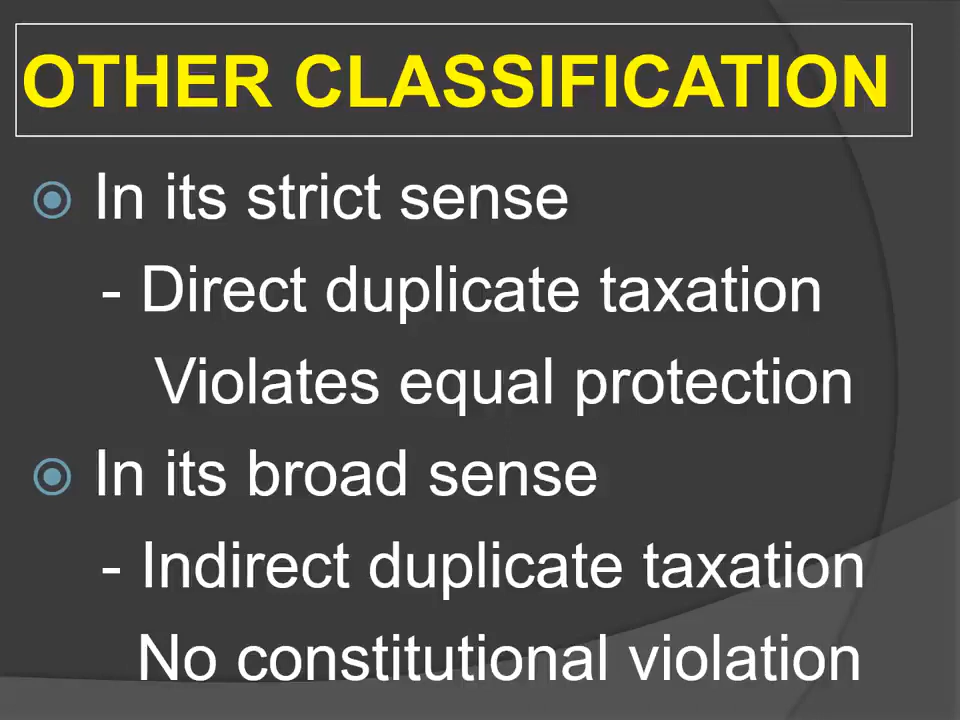 OTHER CLASSIFICATION
In its strict sense
- Direct duplicate taxation
Violates equal protection
In its broad sense
- Indirect duplicate taxation
No constitutional violation